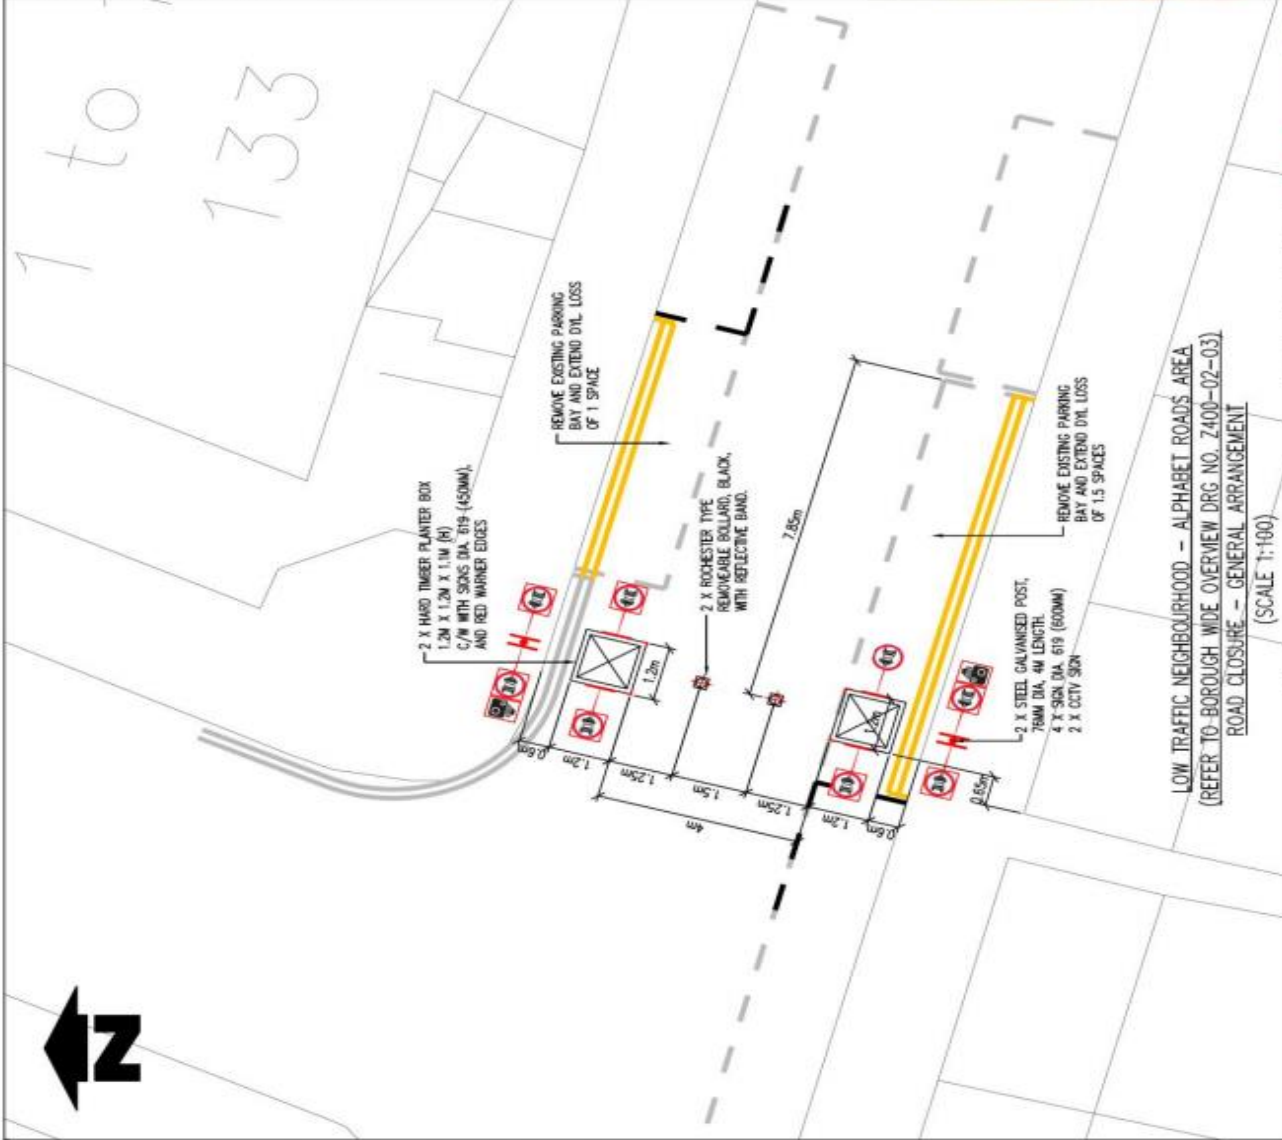 1 to 1
133
REMOVE EXISTING PARKING
BAY AND EXTEND DYL LOSS
OF 1 SPACE
2 X HARD TIMBER PLANTER BOX
1.2M X 1.2M X 1.1M (H)
C/W WITH SIGNS DIA. 619 (450MM),
AND RED WARNER EDGES
2 X ROCHESTER TYPE
REMOVEABLE BOLLARD, BLACK,
WITH REFLECTIVE BAND.
7.85m
1.2m
1.2m
0.6m
1.2m
1.25m
1.5m
1.25m
1.2m
0.6m
4m
0.65m
REMOVE EXISTING PARKING
BAY AND EXTEND DYL LOSS
OF 1.5 SPACES
2 X STEEL GALVANISED POST,
76MM DIA, 4M LENGTH.
4 X SIGN DIA. 619 (600MM)
2 X CCTV SIGN
LOW TRAFFIC NEIGHBOURHOOD - ALPHABET ROADS AREA
(REFER TO BOROUGH WIDE OVERVIEW DRG NO. Z400-02-03)
ROAD CLOSURE - GENERAL ARRANGEMENT
(SCALE 1:100)
N